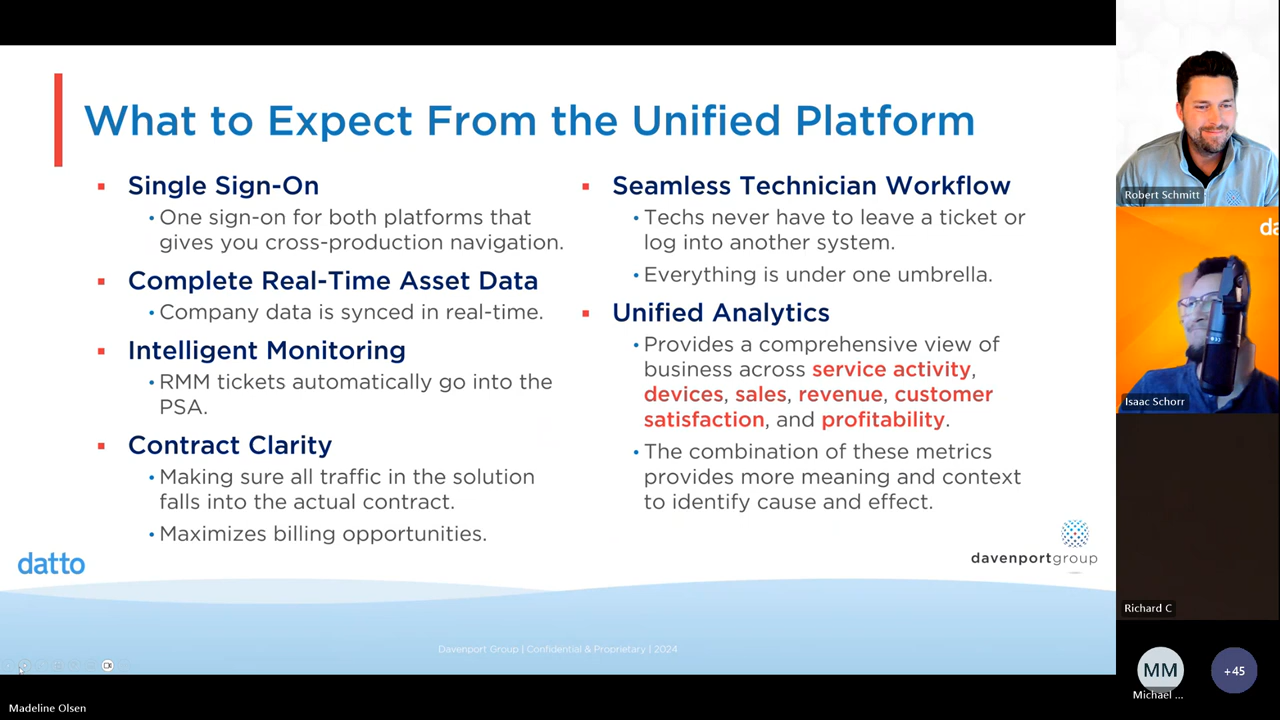 What to Expect From the Unified Platform
Single Sign-On
One sign-on for both platforms that
gives you cross-production navigation.
Complete Real-Time Asset Data
Company data is synced in real-time.
Intelligent Monitoring
RMM tickets automatically go into the
PSA.
Contract Clarity
Making sure all traffic in the solution
falls into the actual contract.
Maximizes billing opportunities.
Seamless Technician Workflow
Techs never have to leave a ticket or
log into another system.
Everything is under one umbrella.
Unified Analytics
Provides a comprehensive view of
business across service activity,
devices, sales, revenue, customer
satisfaction, and profitability.
The combination of these metrics
provides more meaning and context
to identify cause and effect.
datto
davenportgroup
Davenport Group | Confidential & Proprietary | 2024
Madeline Olsen
Robert Schmitt
da
Isaac Schorr
Richard C
MM
Michael ...
+45